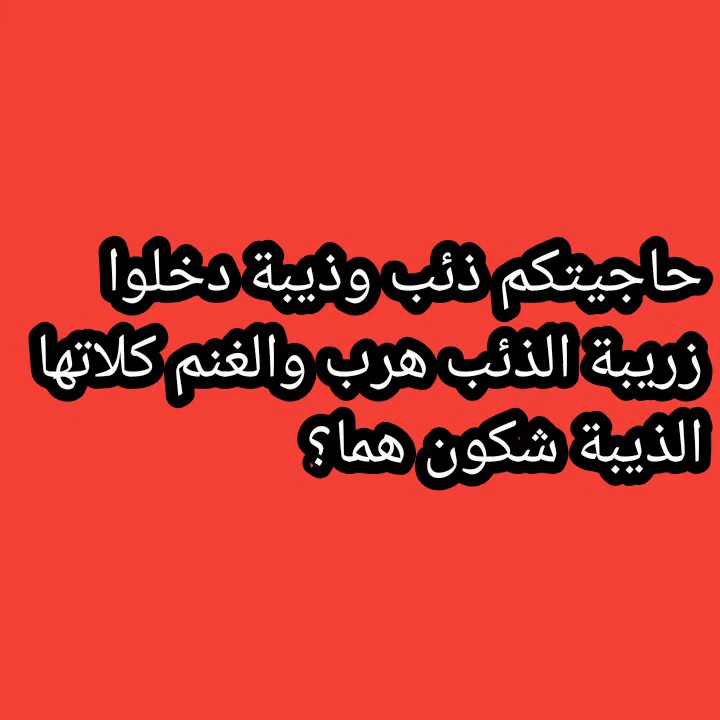 حاجيتكم ذئب وذيبة دخلوا
زريبة الذئب هرب والغنم كلاتها
الذيبة شكون هما؟